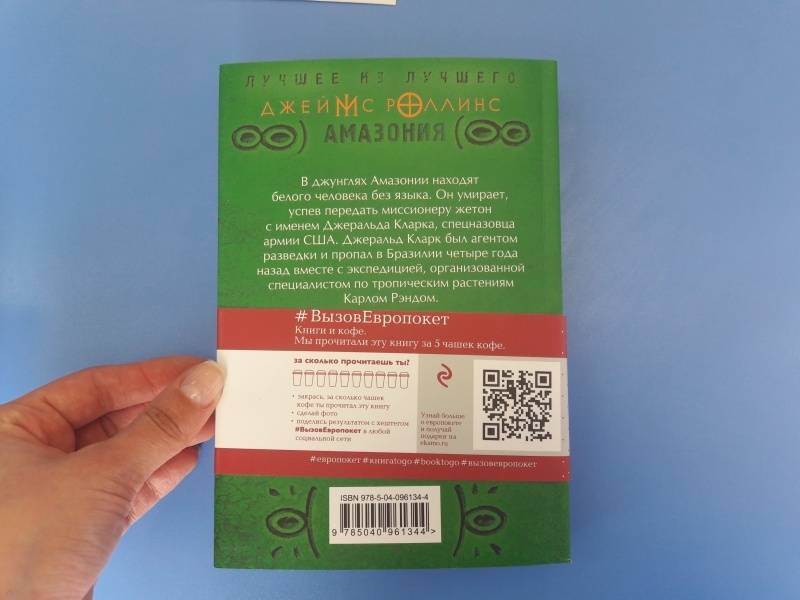 ЛУЧШЕЕ ИЗ ЛУЧШЕГО
ДЖЕЙМС РОЛЛИНС
АМАЗОНИЯ
В джунглях Амазонии находят
белого человека без языка. Он умирает,
успев передать миссионеру жетон
с именем Джеральда Кларка, спецназовца
армии США. Джеральд Кларк был агентом
разведки и пропал в Бразилии четыре года
назад вместе с экспедицией, организованной
специалистом по тропическим растениям
Карлом Рэндом.
#ВызовЕвропокет
Книги и кофе.
Мы прочитали эту книгу за 5 чашек кофе.
за сколько прочитаешь ты?
• закрась, за сколько чашек
кофе ты прочитал эту книгу
• сделай фото
• поделись результатом с хештегом
#ВызовЕвропокет в любой
социальной сети
Узнай больше
о европокете
и получай
подарки на
eksmo.ru
#европокет #книгаtogo #booktogo #вызовевропокет
ISBN 978-5-04-096134-4
9 785040 961344 >